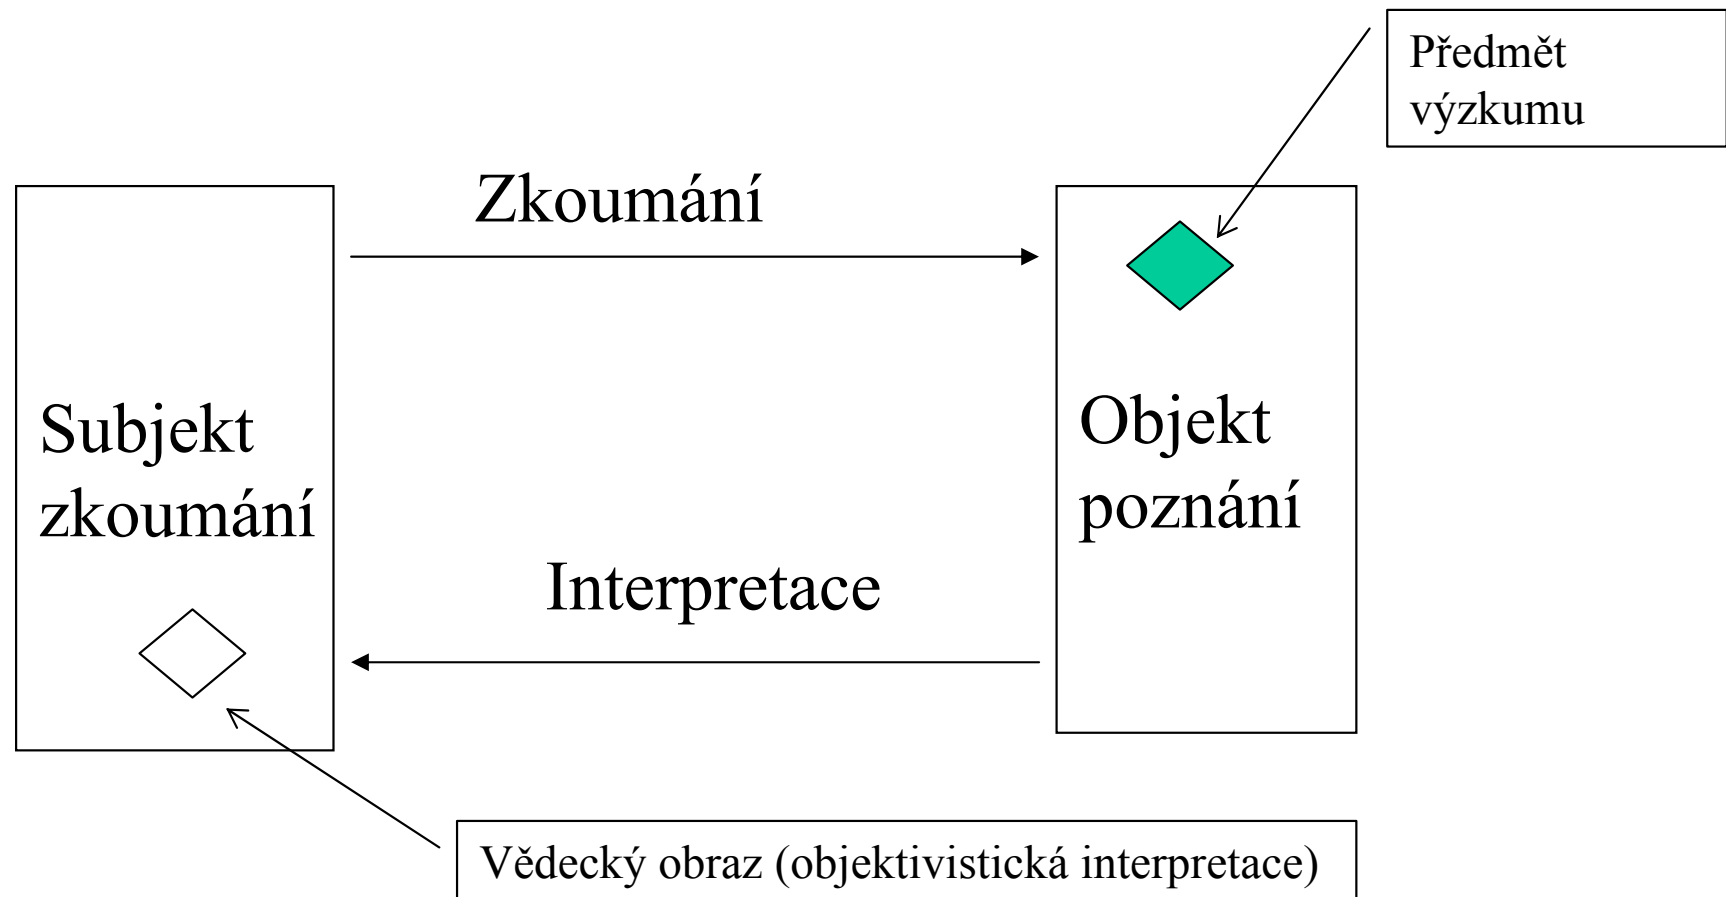 Předmět
výzkumu
Zkoumání
Subjekt
zkoumání
Objekt
poznání
Interpretace
Vědecký obraz (objektivistická interpretace)